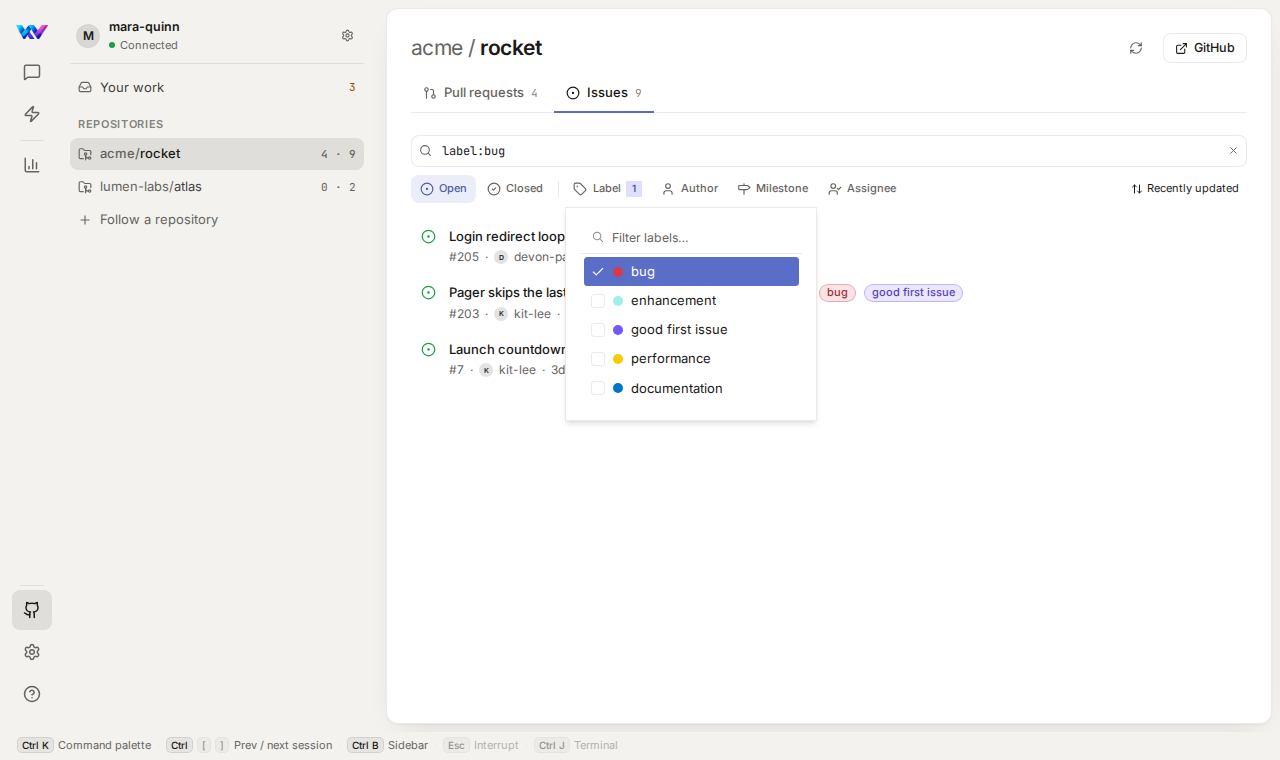 M
mara-quinn
Connected
Your work 3
REPOSITORIES
acme/rocket 4 · 9
lumen-labs/atlas 0 · 2
Follow a repository
acme / rocket
GitHub
Pull requests 4
Issues 9
label:bug
Open Closed Label 1 Author Milestone Assignee Recently updated
Login redirect loop
#205 · D devon-pa
Pager skips the last
bug good first issue
#203 · K kit-lee ·
Launch countdown
#7 · K kit-lee · 3d
Filter labels...
bug
enhancement
good first issue
performance
documentation
Ctrl K Command palette Ctrl [ ] Prev / next session Ctrl B Sidebar Esc Interrupt Ctrl J Terminal